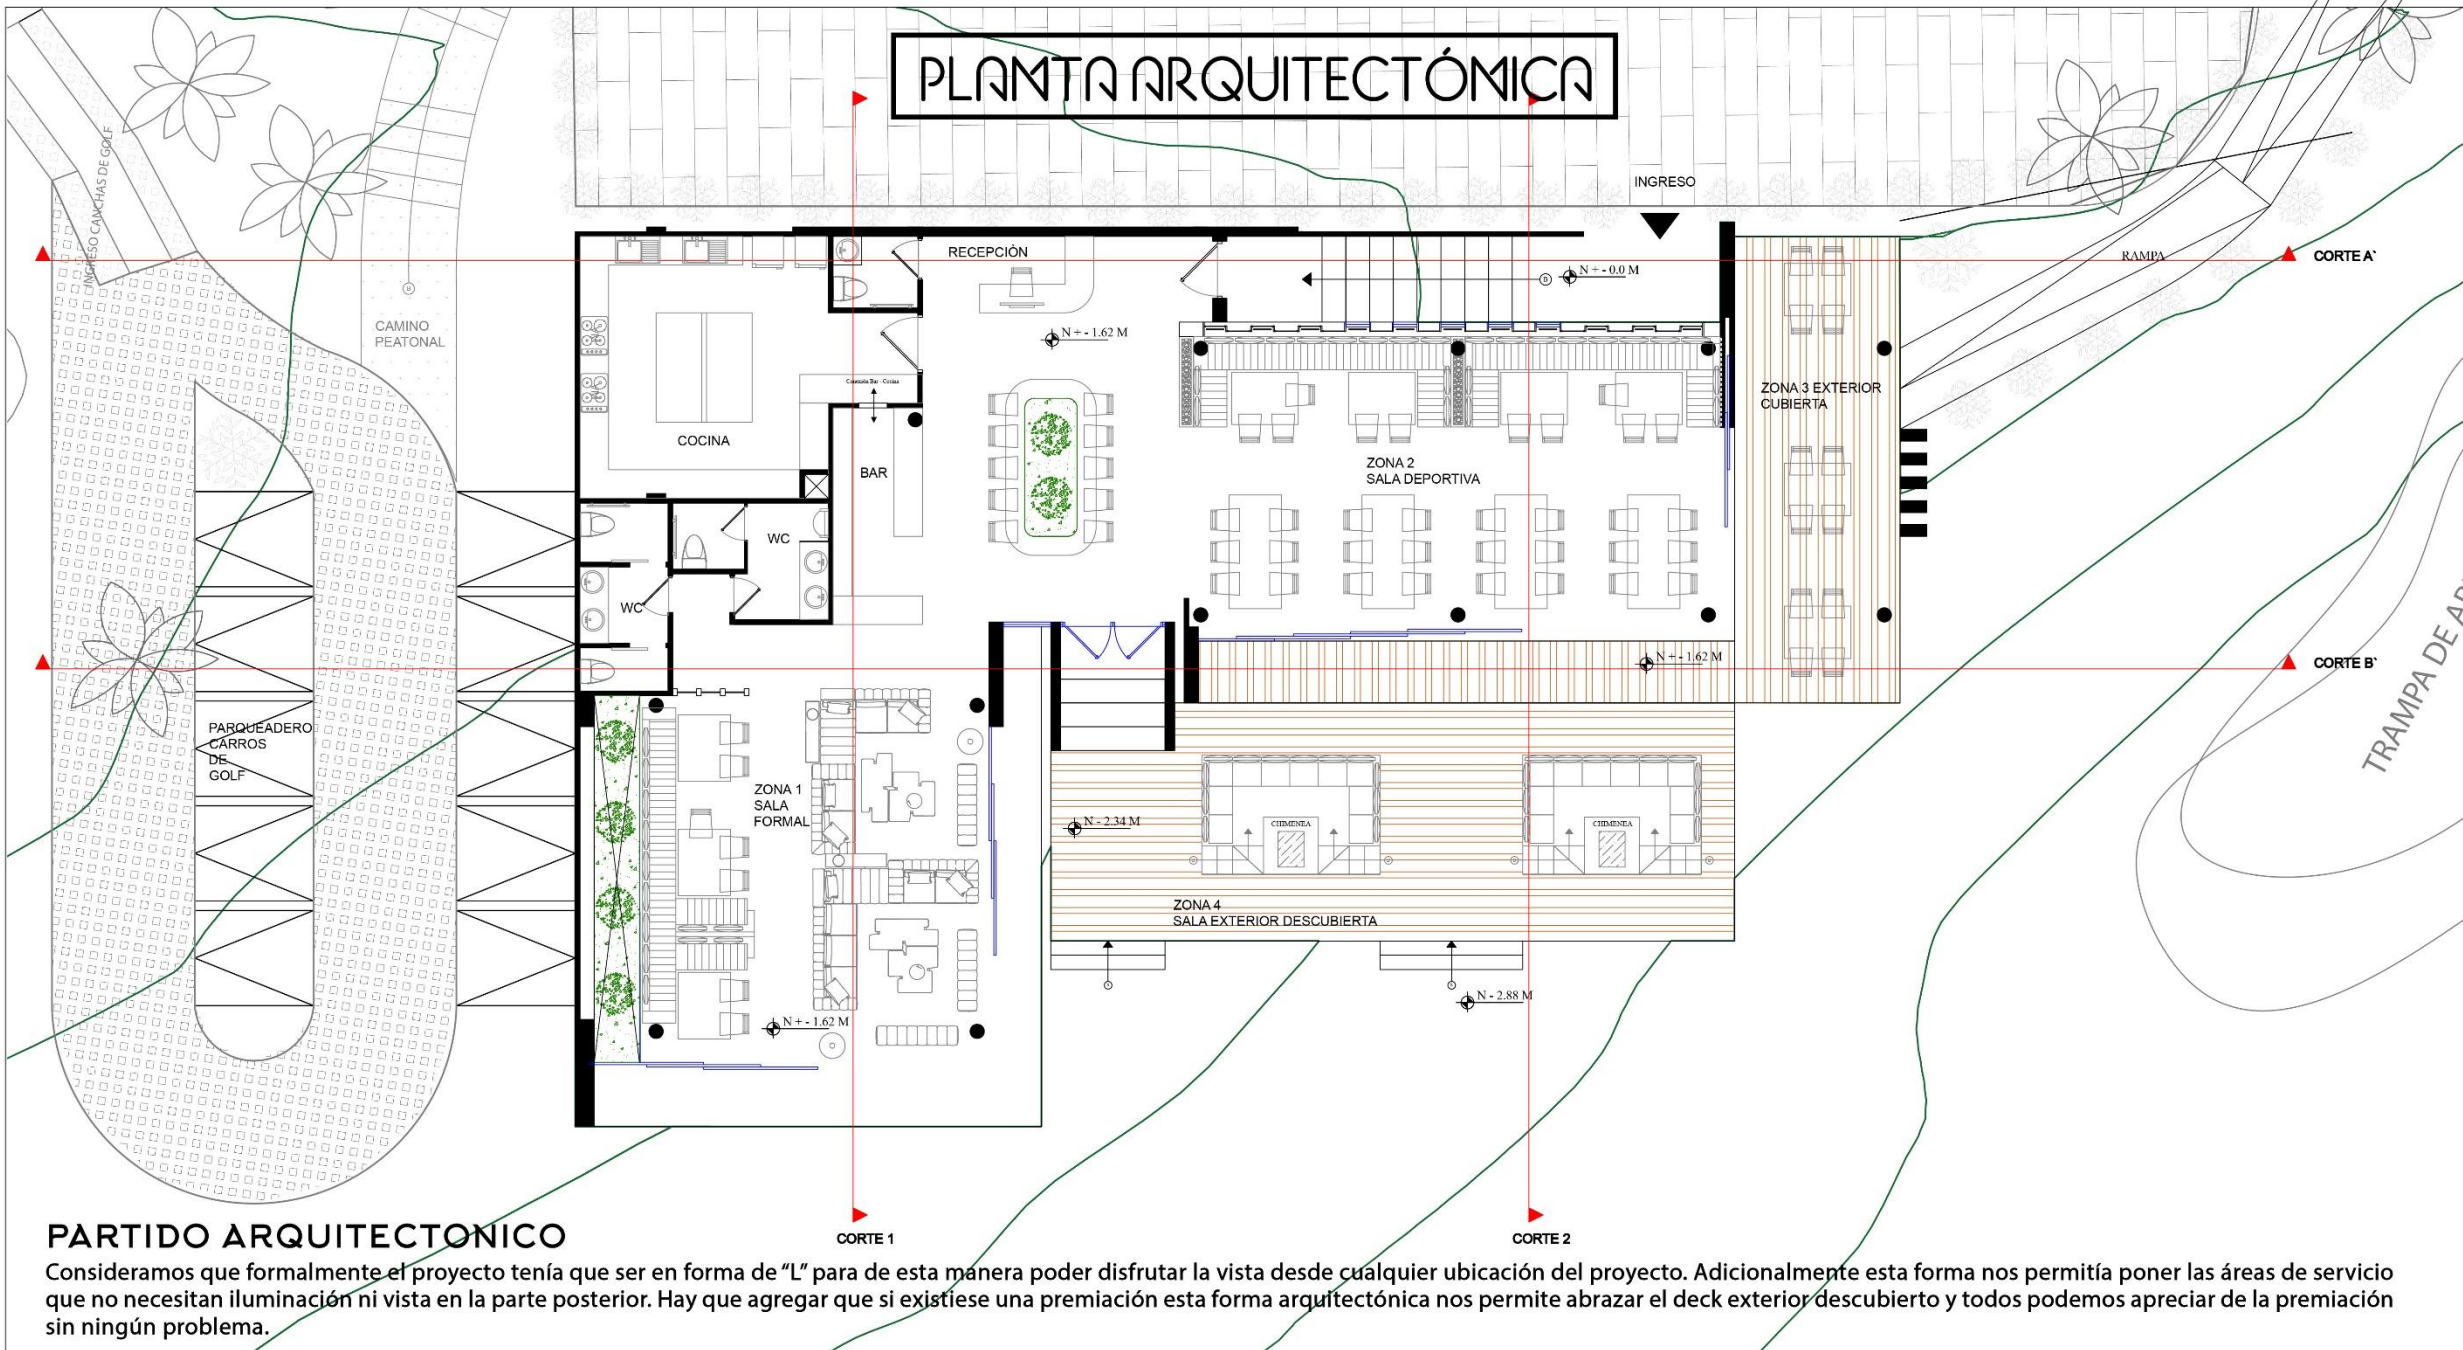 PLANTA ARQUITECTÓNICA
INGRESO CANCHAS DE GOLF
INGRESO
RECEPCIÓN
RAMPA
CORTE A`
N + - 0.0 M
CAMINO
PEATONAL
B
B
N + - 1.62 M
Conexión Bar - Cocina
ZONA 3 EXTERIOR
CUBIERTA
COCINA
BAR
ZONA 2
SALA DEPORTIVA
WC
WC
N + - 1.62 M
CORTE B`
PARQUEADERO
CARROS
DE
GOLF
ZONA 1
SALA
FORMAL
N - 2.34 M
CHIMENEA
CHIMENEA
ZONA 4
SALA EXTERIOR DESCUBIERTA
N - 2.88 M
N + - 1.62 M
CORTE 1
CORTE 2
TRAMPA DE
PARTIDO ARQUITECTONICO
Consideramos que formalmente el proyecto tenía que ser en forma de “L” para de esta manera poder disfrutar la vista desde cualquier ubicación del proyecto. Adicionalmente esta forma nos permitía poner las áreas de servicio
que no necesitan iluminación ni vista en la parte posterior. Hay que agregar que si existiese una premiación esta forma arquitectónica nos permite abrazar el deck exterior descubierto y todos podemos apreciar de la premiación
sin ningún problema.